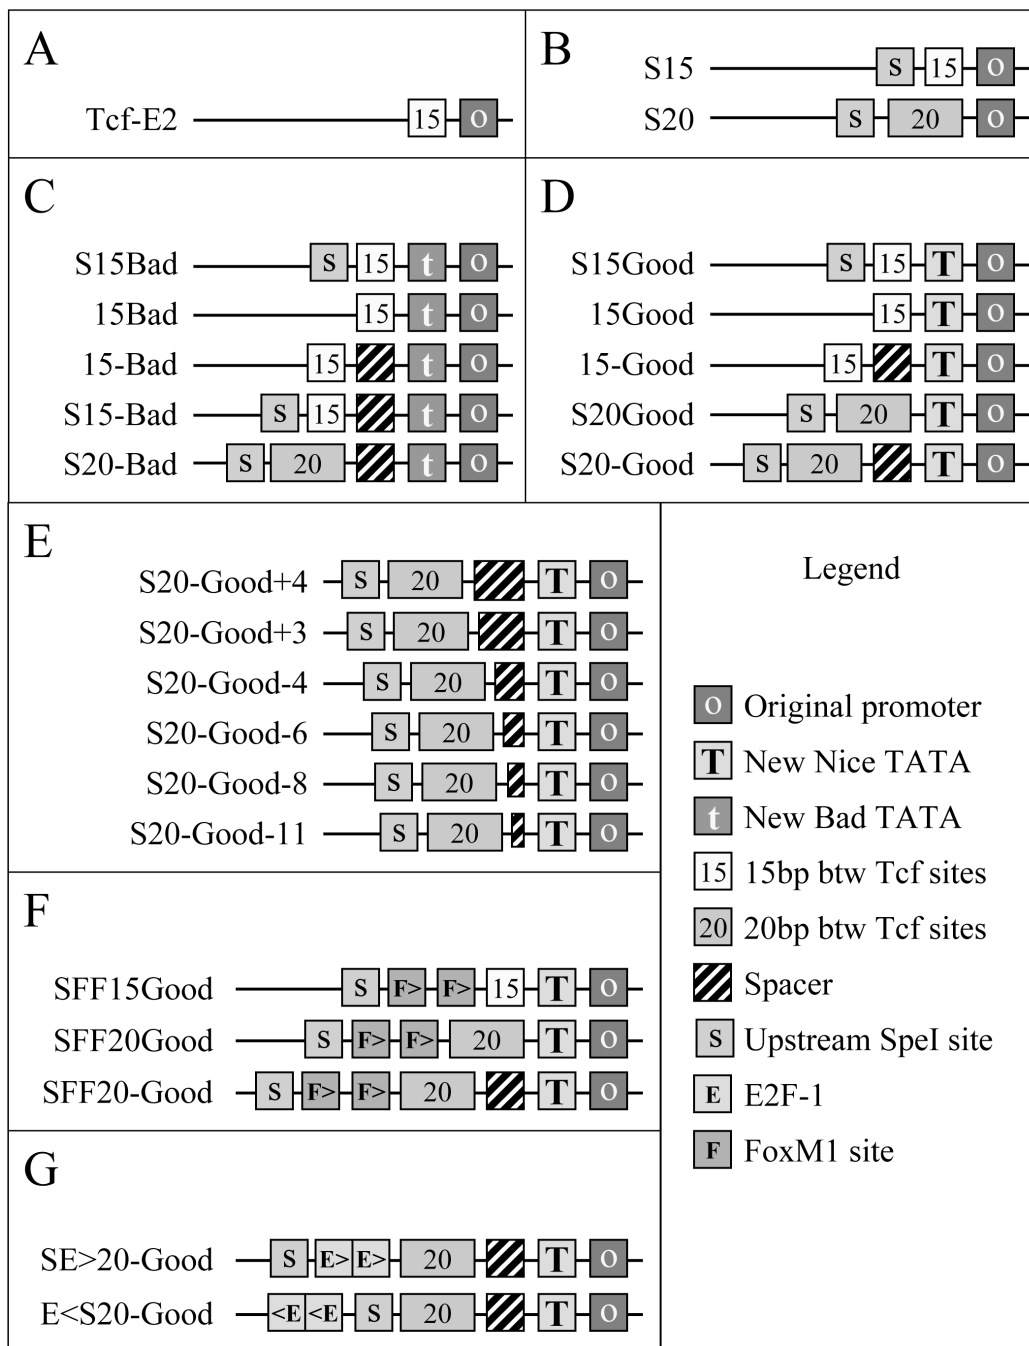 A
Tcf-E2 15 o
B
S15 S 15 o
S20 S 20 o
C
S15Bad S 15 t o
15Bad 15 t o
15-Bad 15 t o
S15-Bad S 15 t o
S20-Bad S 20 t o
D
S15Good S 15 T o
15Good 15 T o
15-Good 15 T o
S20Good S 20 T o
S20-Good S 20 T o
E
S20-Good+4 S 20 T o
S20-Good+3 S 20 T o
S20-Good-4 S 20 T o
S20-Good-6 S 20 T o
S20-Good-8 S 20 T o
S20-Good-11 S 20 T o
F
SFF15Good S F> F> 15 T o
SFF20Good S F> F> 20 T o
SFF20-Good S F> F> 20 T o
G
SE>20-Good S E> E> 20 T o
E<S20-Good <E <E S 20 T o
Legend
o Original promoter
T New Nice TATA
t New Bad TATA
15 15bp btw Tcf sites
20 20bp btw Tcf sites
Spacer
S Upstream SpeI site
E E2F-1
F FoxM1 site